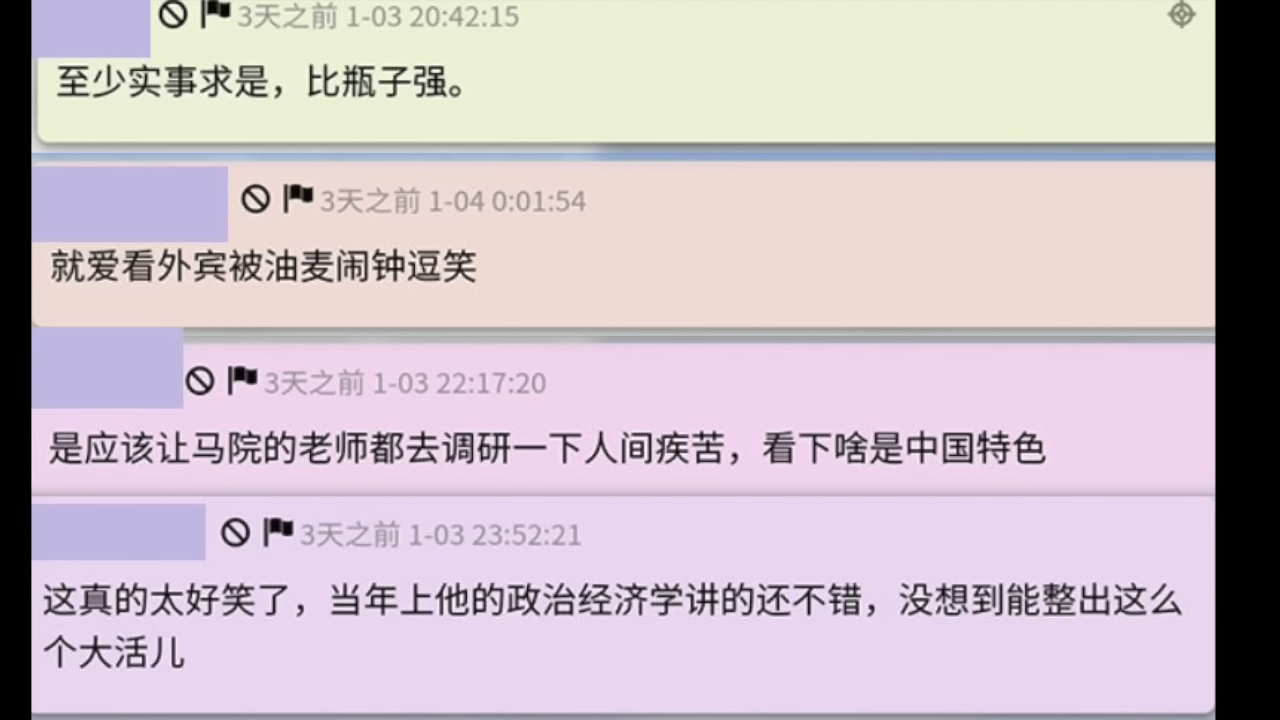 3天之前 1-03 20:42:15
至少实事求是，比瓶子强。
3天之前 1-04 0:01:54
就爱看外宾被油麦闹钟逗笑
3天之前 1-03 22:17:20
是应该让马院的老师都去调研一下人间疾苦，看下啥是中国特色
3天之前 1-03 23:52:21
这真的太好笑了，当年上他的政治经济学讲的还不错，没想到能整出这么
个大活儿